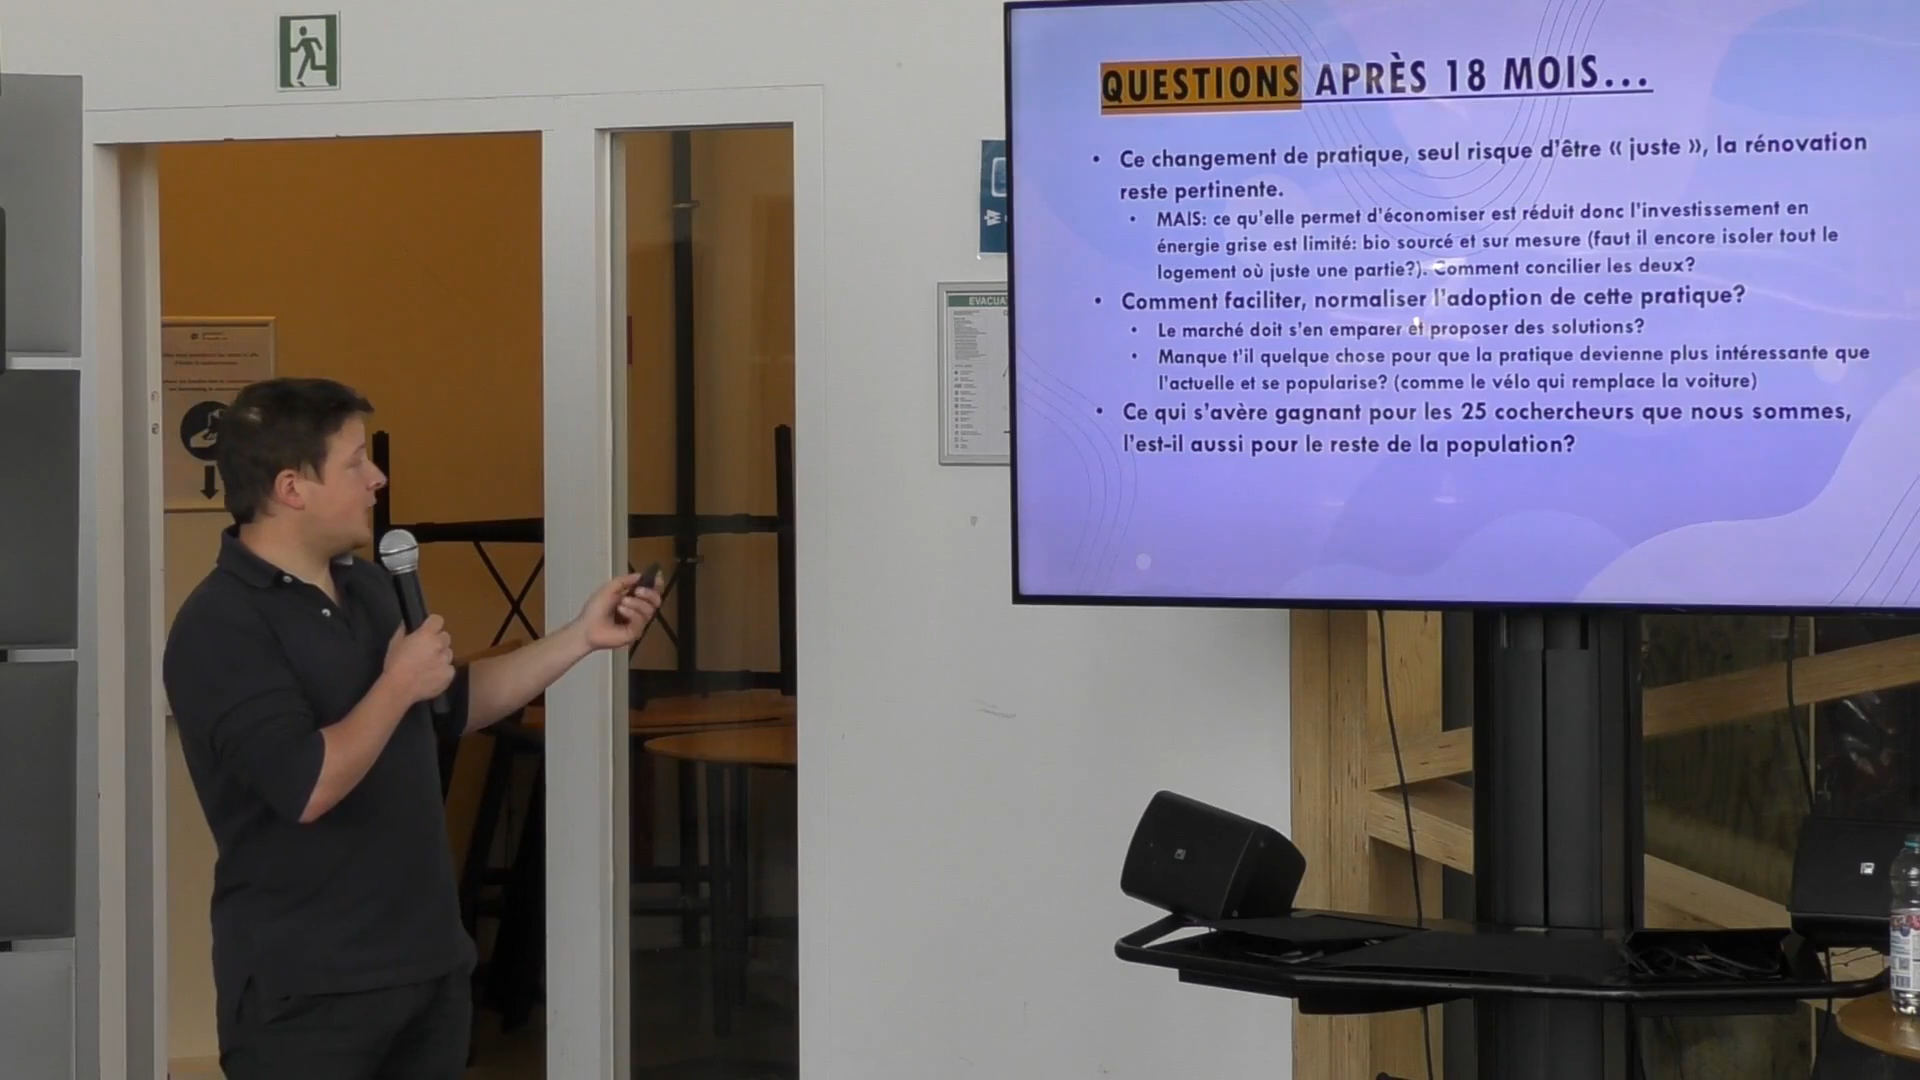 QUESTIONS APRÈS 18 MOIS...
• Ce changement de pratique, seul risque d'être « juste », la rénovation
reste pertinente.
• MAIS: ce qu'elle permet d'économiser est réduit donc l'investissement en
énergie grise est limité: bio sourcé et sur mesure (faut il encore isoler tout le
logement où juste une partie?). Comment concilier les deux?
• Comment faciliter, normaliser l'adoption de cette pratique?
• Le marché doit s'en emparer et proposer des solutions?
• Manque t'il quelque chose pour que la pratique devienne plus intéressante que
l'actuelle et se popularise? (comme le vélo qui remplace la voiture)
• Ce qui s'avère gagnant pour les 25 cochercheurs que nous sommes,
l'est-il aussi pour le reste de la population?
EVACUA